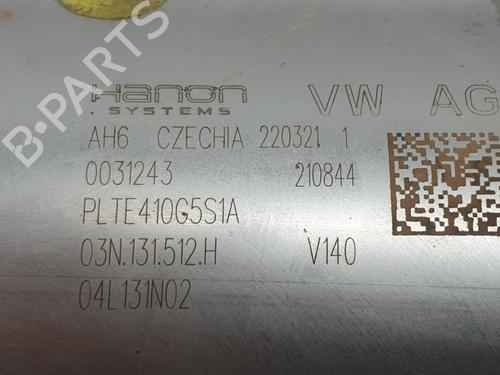 Hanon VW AG
SYSTEMS
AH6 CZECHIA 220321 1
0031243 210844
PLTE410G5S1A
03N.131.512.H V140
04L131N02
B-PARTS